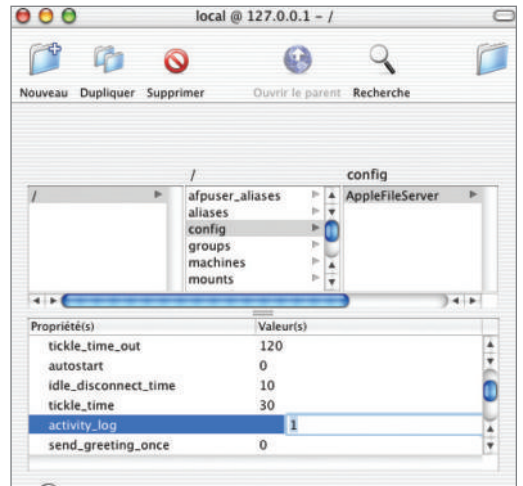 local @ 127.0.0.1 – /
Nouveau Dupliquer Supprimer Ouvrir le parent Recherche
/ config
/ afpuser_aliases AppleFileServer
aliases
config
groups
machines
mounts
Propriété(s) Valeur(s)
tickle_time_out 120
autostart 0
idle_disconnect_time 10
tickle_time 30
activity_log 1
send_greeting_once 0